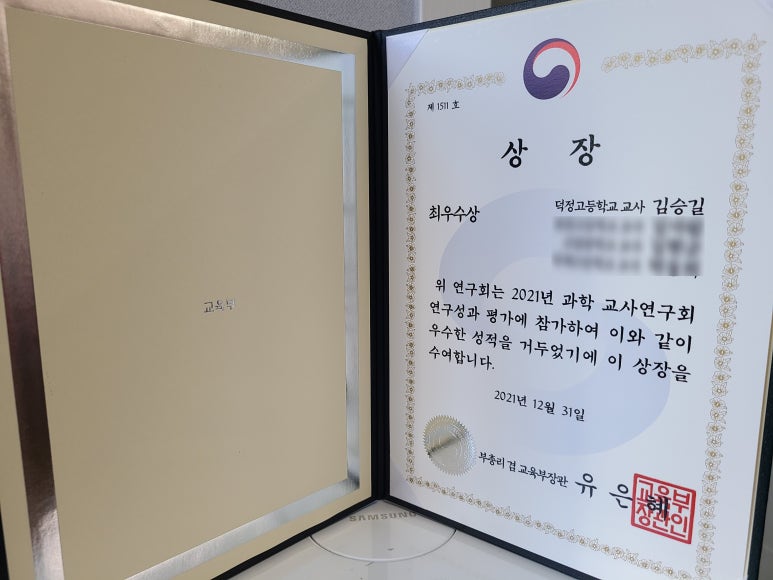 교육부
제 1511 호
상 장
최우수상
덕정고등학교 교사 김승길
위 연구회는 2021년 과학 교사연구회
연구성과 평가에 참가하여 이와 같이
우수한 성적을 거두었기에 이 상장을
수여합니다.
2021년 12월 31일
부총리 겸 교육부장관 유 은 혜
교육부
장관인
SAMSUNG